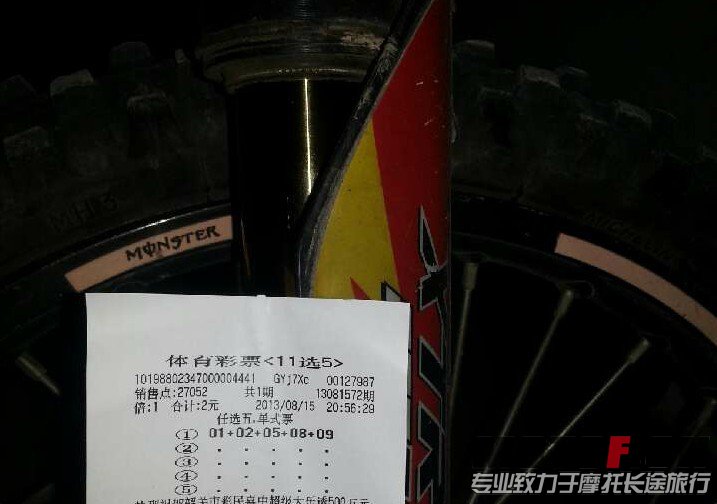 MONSTER
体育彩票<11选5>
10198802347000004441 GYj7Xc 00127987
销售点:27052 共1期 13081572期
倍:1 合计:2元 2013/08/15 20:56:29
任选五 单式票
① 01+02+05+08+09
②
③
④
⑤
F
专业致力于摩托长途旅行